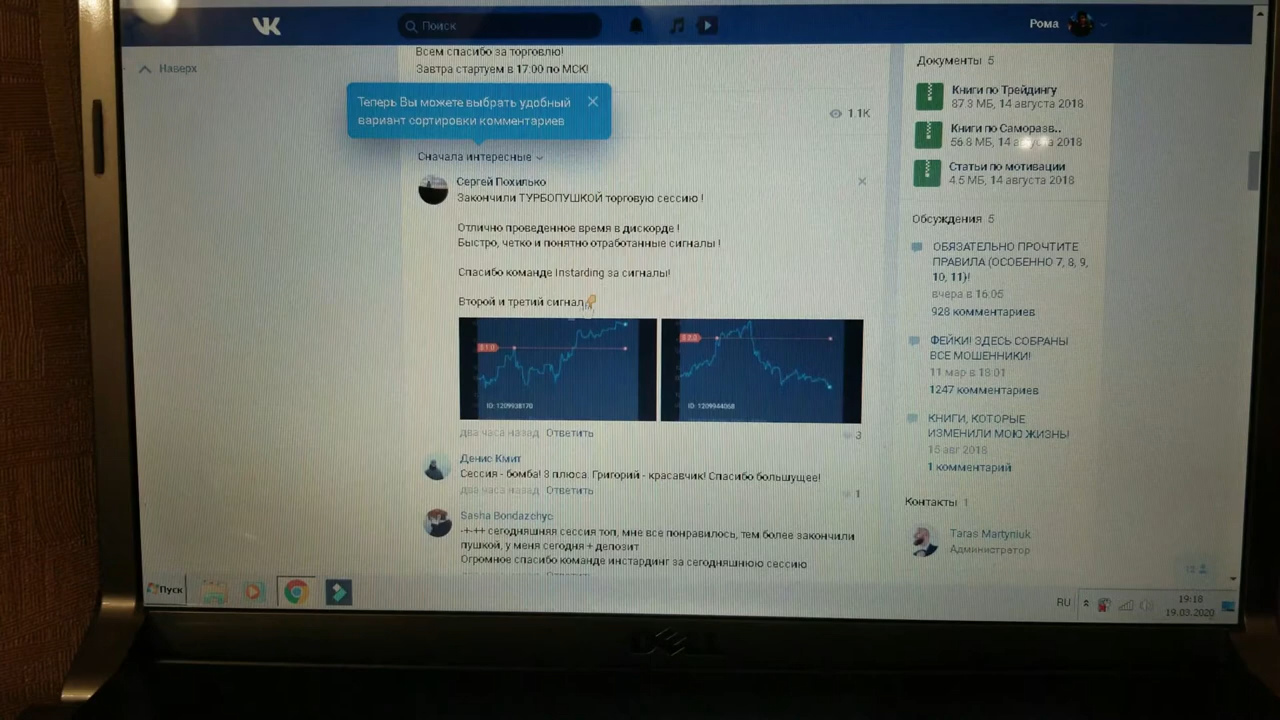 Поиск
Рома
Наверх
Всем спасибо за торговлю!
Завтра стартуем в 17:00 по МСК!
Теперь Вы можете выбрать удобный
вариант сортировки комментариев
1.1K
Сначала интересные
Сергей Похилько
Закончили ТУРБОПУШКОЙ торговую сессию !
Отлично проведенное время в дискорде !
Быстро, четко и понятно отработанные сигналы !
Спасибо команде Instarding за сигналы!
Второй и третий сигнал
ID: 1209938170
ID: 1209944068
два часа назад Ответить
3
Денис Кмит
Сессия - бомба! 3 плюса. Григорий - красавчик! Спасибо большущее!
два часа назад Ответить
1
Sasha Bondazchyc
-+-++ сегодняшняя сессия топ, мне все понравилось, тем более закончили
пушкой, у меня сегодня + депозит
Огромное спасибо команде инстардинг за сегодняшнюю сессию
Документы 5
Книги по Трейдингу
87.3 МБ, 14 августа 2018
Книги по Саморазв..
56.8 МБ, 14 августа 2018
Статьи по мотивации
4.5 МБ, 14 августа 2018
Обсуждения 5
ОБЯЗАТЕЛЬНО ПРОЧТИТЕ
ПРАВИЛА (ОСОБЕННО 7, 8, 9,
10, 11)!
вчера в 16:05
928 комментариев
ФЕЙКИ! ЗДЕСЬ СОБРАНЫ
ВСЕ МОШЕННИКИ!
11 мар в 18:01
1247 комментариев
КНИГИ, КОТОРЫЕ
ИЗМЕНИЛИ МОЮ ЖИЗНЬ!
15 авг 2018
1 комментарий
Контакты 1
Taras Martyniuk
Администратор
Пуск
RU
19:18
19.03.2020
DELL